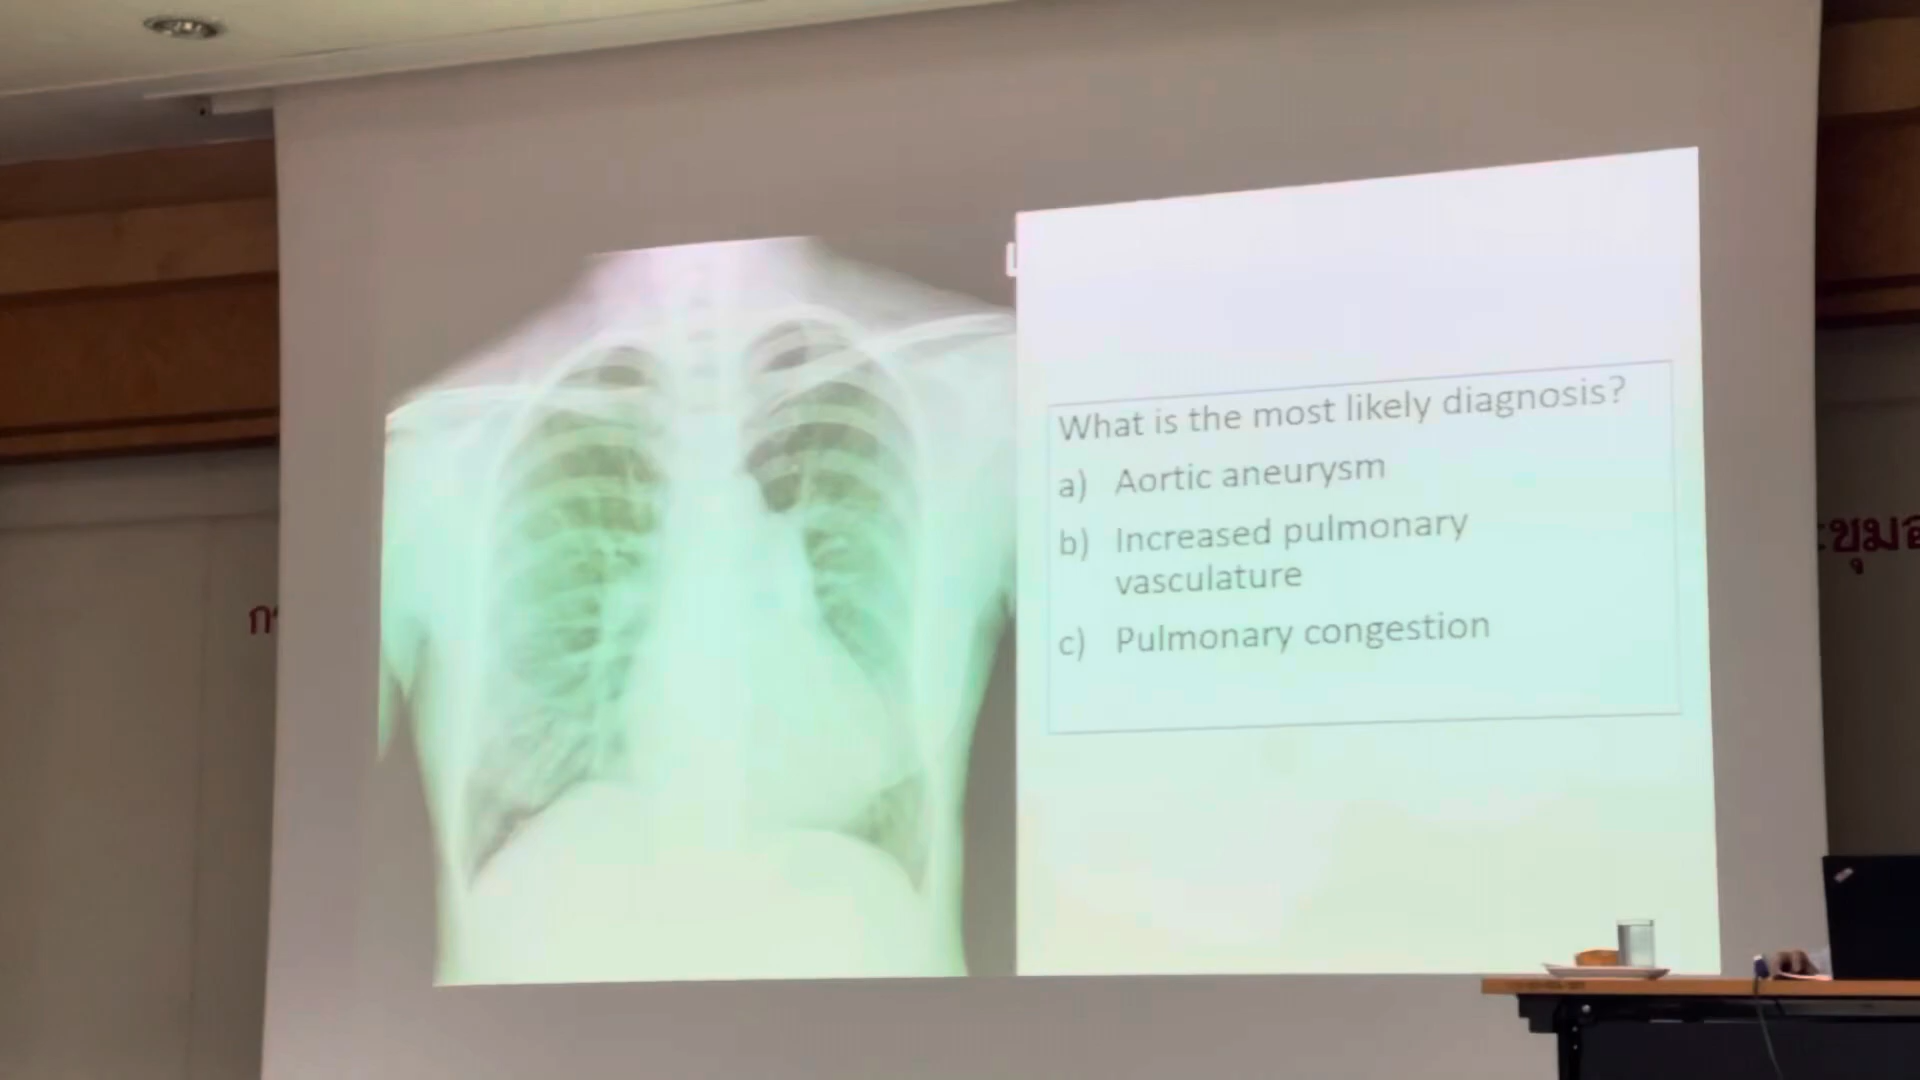 What is the most likely diagnosis?
a) Aortic aneurysm
b) Increased pulmonary
vasculature
c) Pulmonary congestion